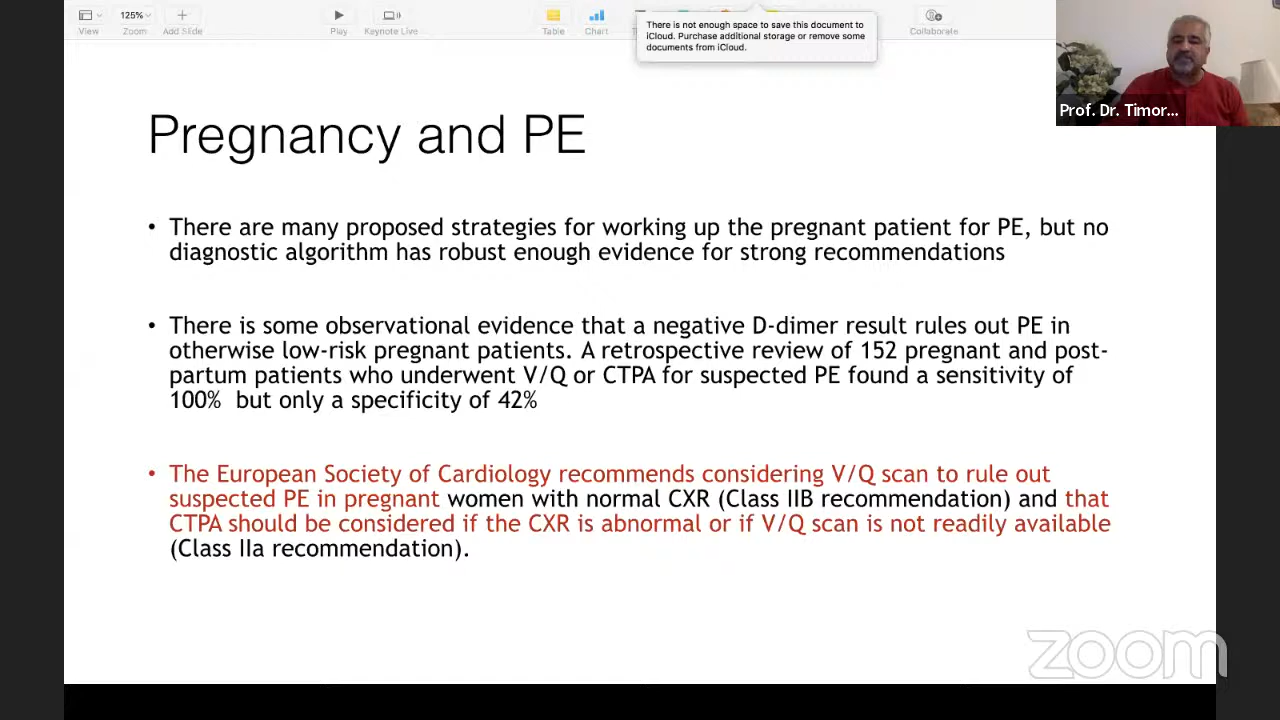 There is not enough space to save this document to
iCloud. Purchase additional storage or remove some
documents from iCloud.
125%
View
Zoom
Add Slide
Play
Keynote Live
Table
Chart
Collaborate
Prof. Dr. Timor...
Pregnancy and PE
• There are many proposed strategies for working up the pregnant patient for PE, but no
diagnostic algorithm has robust enough evidence for strong recommendations
• There is some observational evidence that a negative D-dimer result rules out PE in
otherwise low-risk pregnant patients. A retrospective review of 152 pregnant and post-
partum patients who underwent V/Q or CTPA for suspected PE found a sensitivity of
100% but only a specificity of 42%
• The European Society of Cardiology recommends considering V/Q scan to rule out
suspected PE in pregnant women with normal CXR (Class IIB recommendation) and that
CTPA should be considered if the CXR is abnormal or if V/Q scan is not readily available
(Class IIa recommendation).
zoom